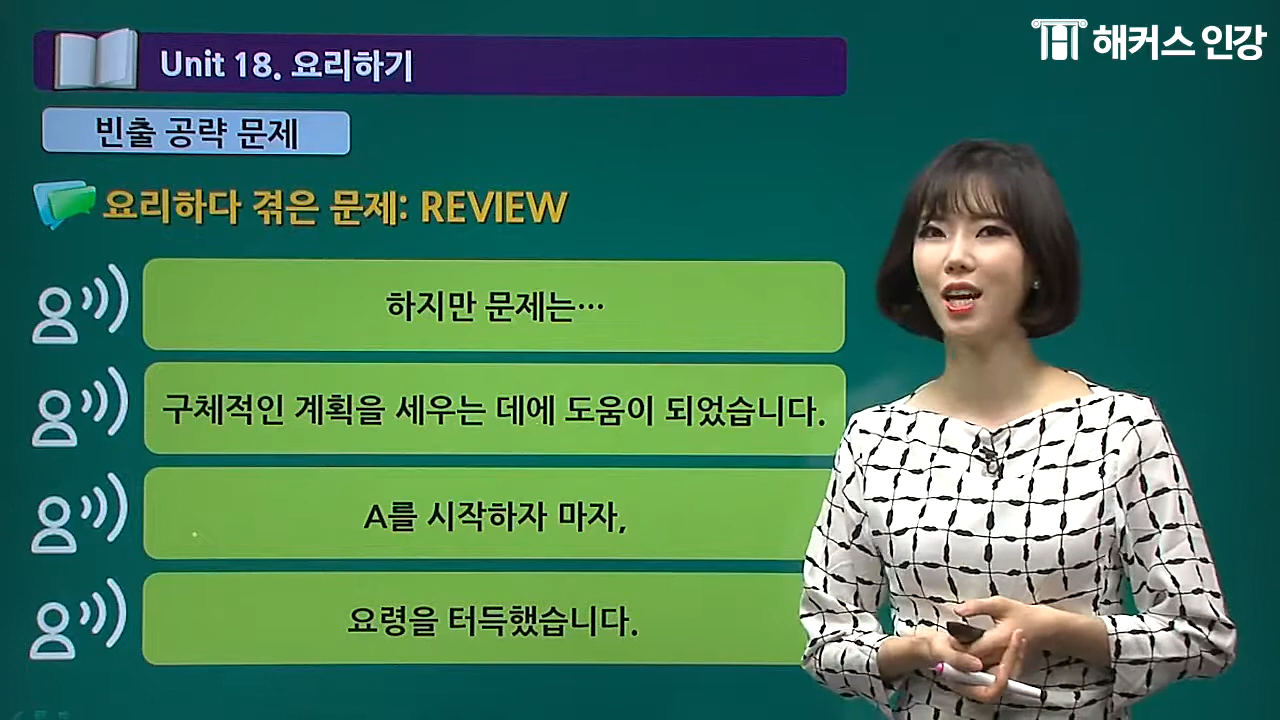 해커스 인강
Unit 18. 요리하기
빈출 공략 문제
요리하다 겪은 문제: REVIEW
하지만 문제는…
구체적인 계획을 세우는 데에 도움이 되었습니다.
A를 시작하자 마자,
요령을 터득했습니다.